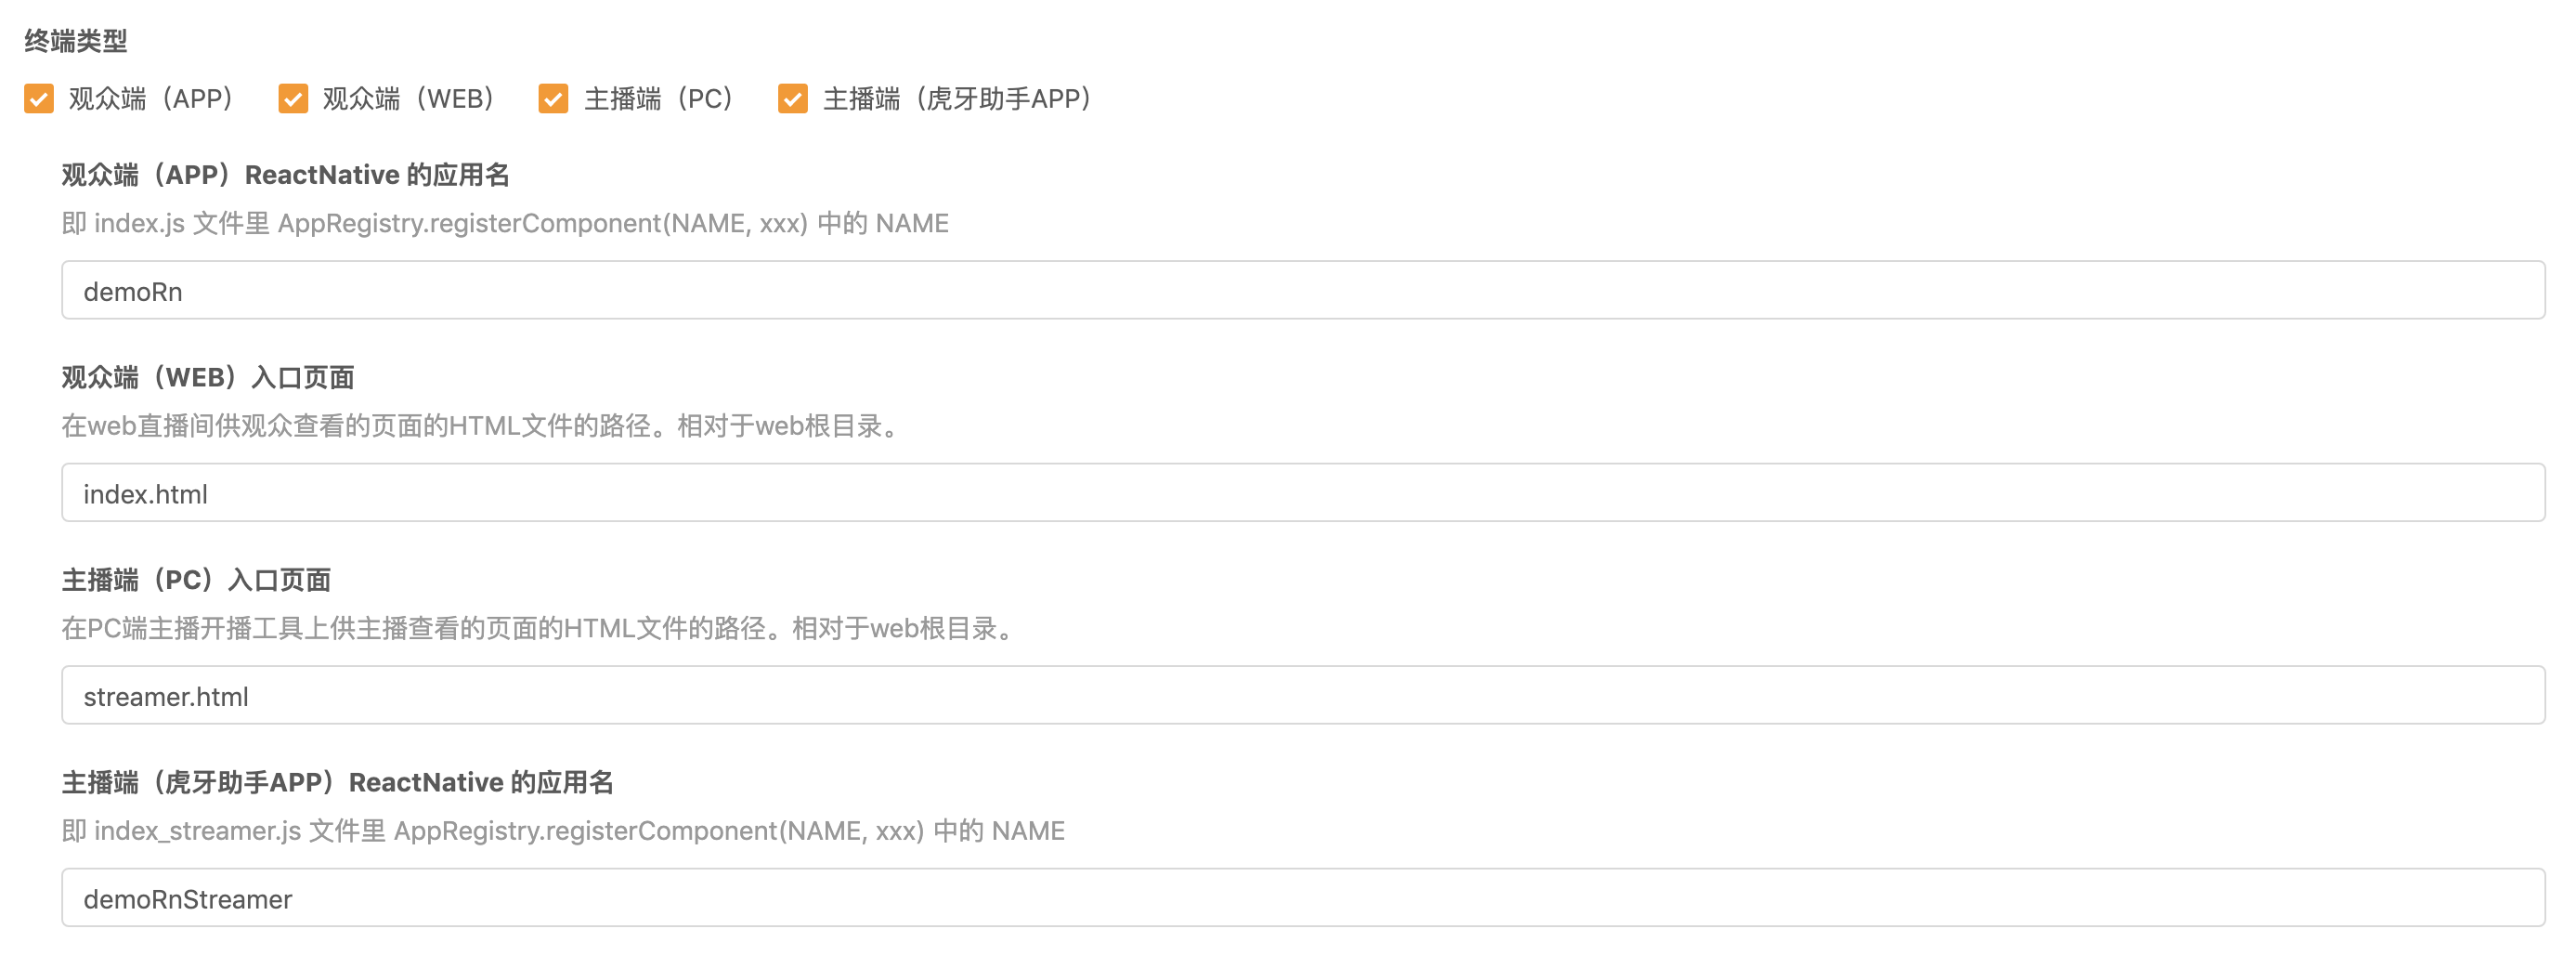 终端类型
观众端（APP） 观众端（WEB） 主播端（PC） 主播端（虎牙助手APP）
观众端（APP）ReactNative 的应用名
即 index.js 文件里 AppRegistry.registerComponent(NAME, xxx) 中的 NAME
demoRn
观众端（WEB）入口页面
在web直播间供观众查看的页面的HTML文件的路径。相对于web根目录。
index.html
主播端（PC）入口页面
在PC端主播开播工具上供主播查看的页面的HTML文件的路径。相对于web根目录。
streamer.html
主播端（虎牙助手APP）ReactNative 的应用名
即 index_streamer.js 文件里 AppRegistry.registerComponent(NAME, xxx) 中的 NAME
demoRnStreamer